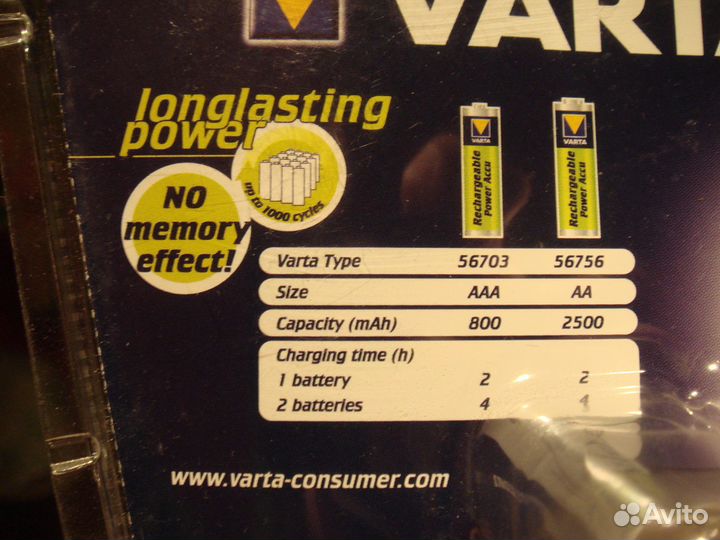 VARTA
longlasting
power
up to 1000 cycles
NO
memory
effect!
VARTA
Rechargeable
Power Accu
VARTA
Rechargeable
Power Accu
Varta Type 56703 56756
Size AAA AA
Capacity (mAh) 800 2500
Charging time (h)
1 battery 2 2
2 batteries 4 4
www.varta-consumer.com
Avito